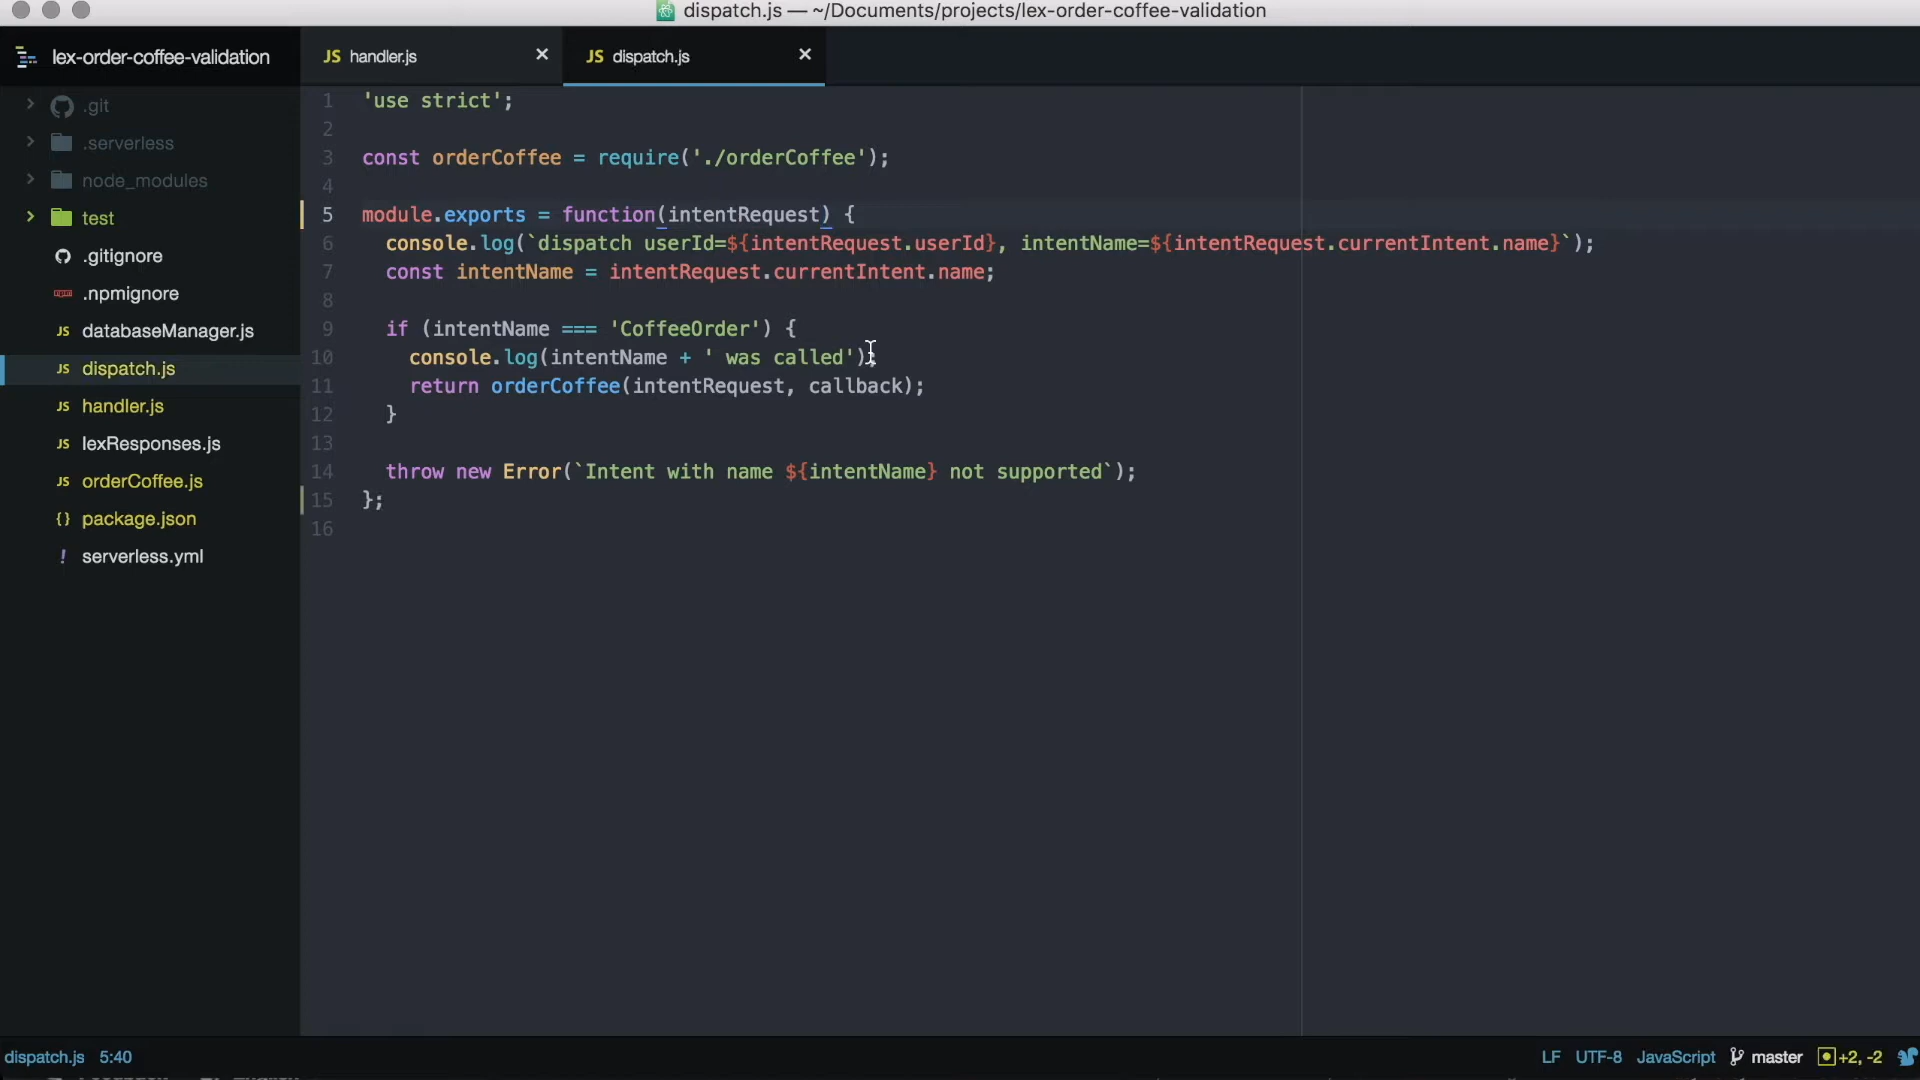 dispatch.js — ~/Documents/projects/lex-order-coffee-validation
lex-order-coffee-validation
JS handler.js ×
JS dispatch.js ×
.git
.serverless
node_modules
test
.gitignore
.npmignore
JS databaseManager.js
JS dispatch.js
JS handler.js
JS lexResponses.js
JS orderCoffee.js
{} package.json
! serverless.yml
1 'use strict';
2
3 const orderCoffee = require('./orderCoffee');
4
5 module.exports = function(intentRequest) {
6 console.log(`dispatch userId=${intentRequest.userId}, intentName=${intentRequest.currentIntent.name}`);
7 const intentName = intentRequest.currentIntent.name;
8
9 if (intentName === 'CoffeeOrder') {
10 console.log(intentName + ' was called');
11 return orderCoffee(intentRequest, callback);
12 }
13
14 throw new Error(`Intent with name ${intentName} not supported`);
15 };
16
dispatch.js 5:40
LF UTF-8 JavaScript master +2, -2